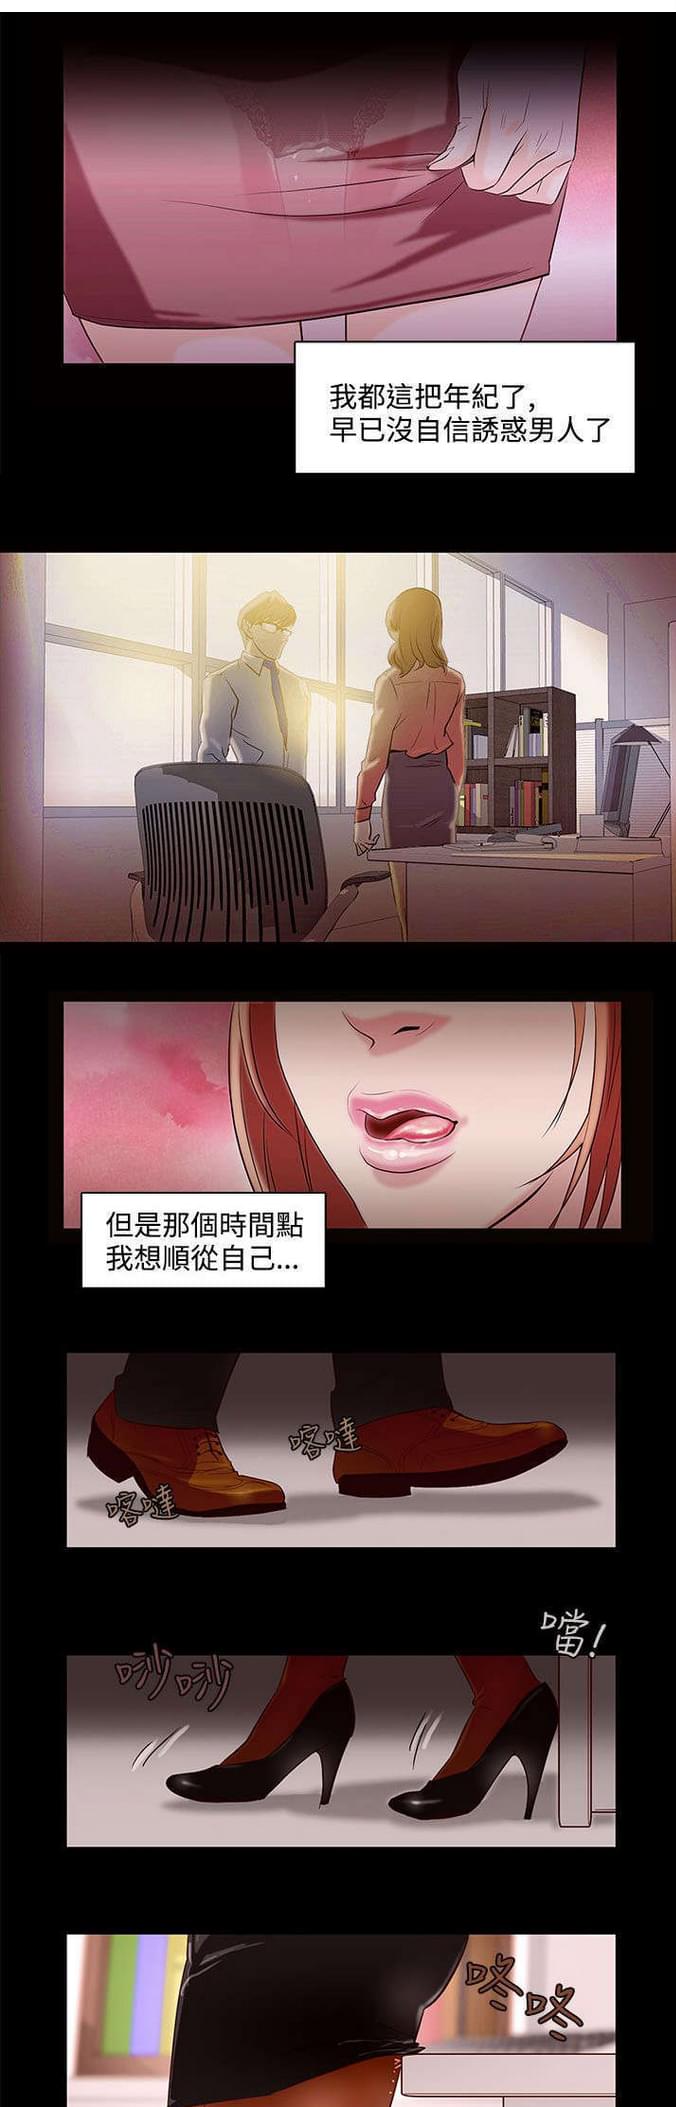 我都這把年紀了,
早已沒自信誘惑男人了
但是那個時間點
我想順從自己...
喀噠
喀噠
噹!
唦唦
咚咚